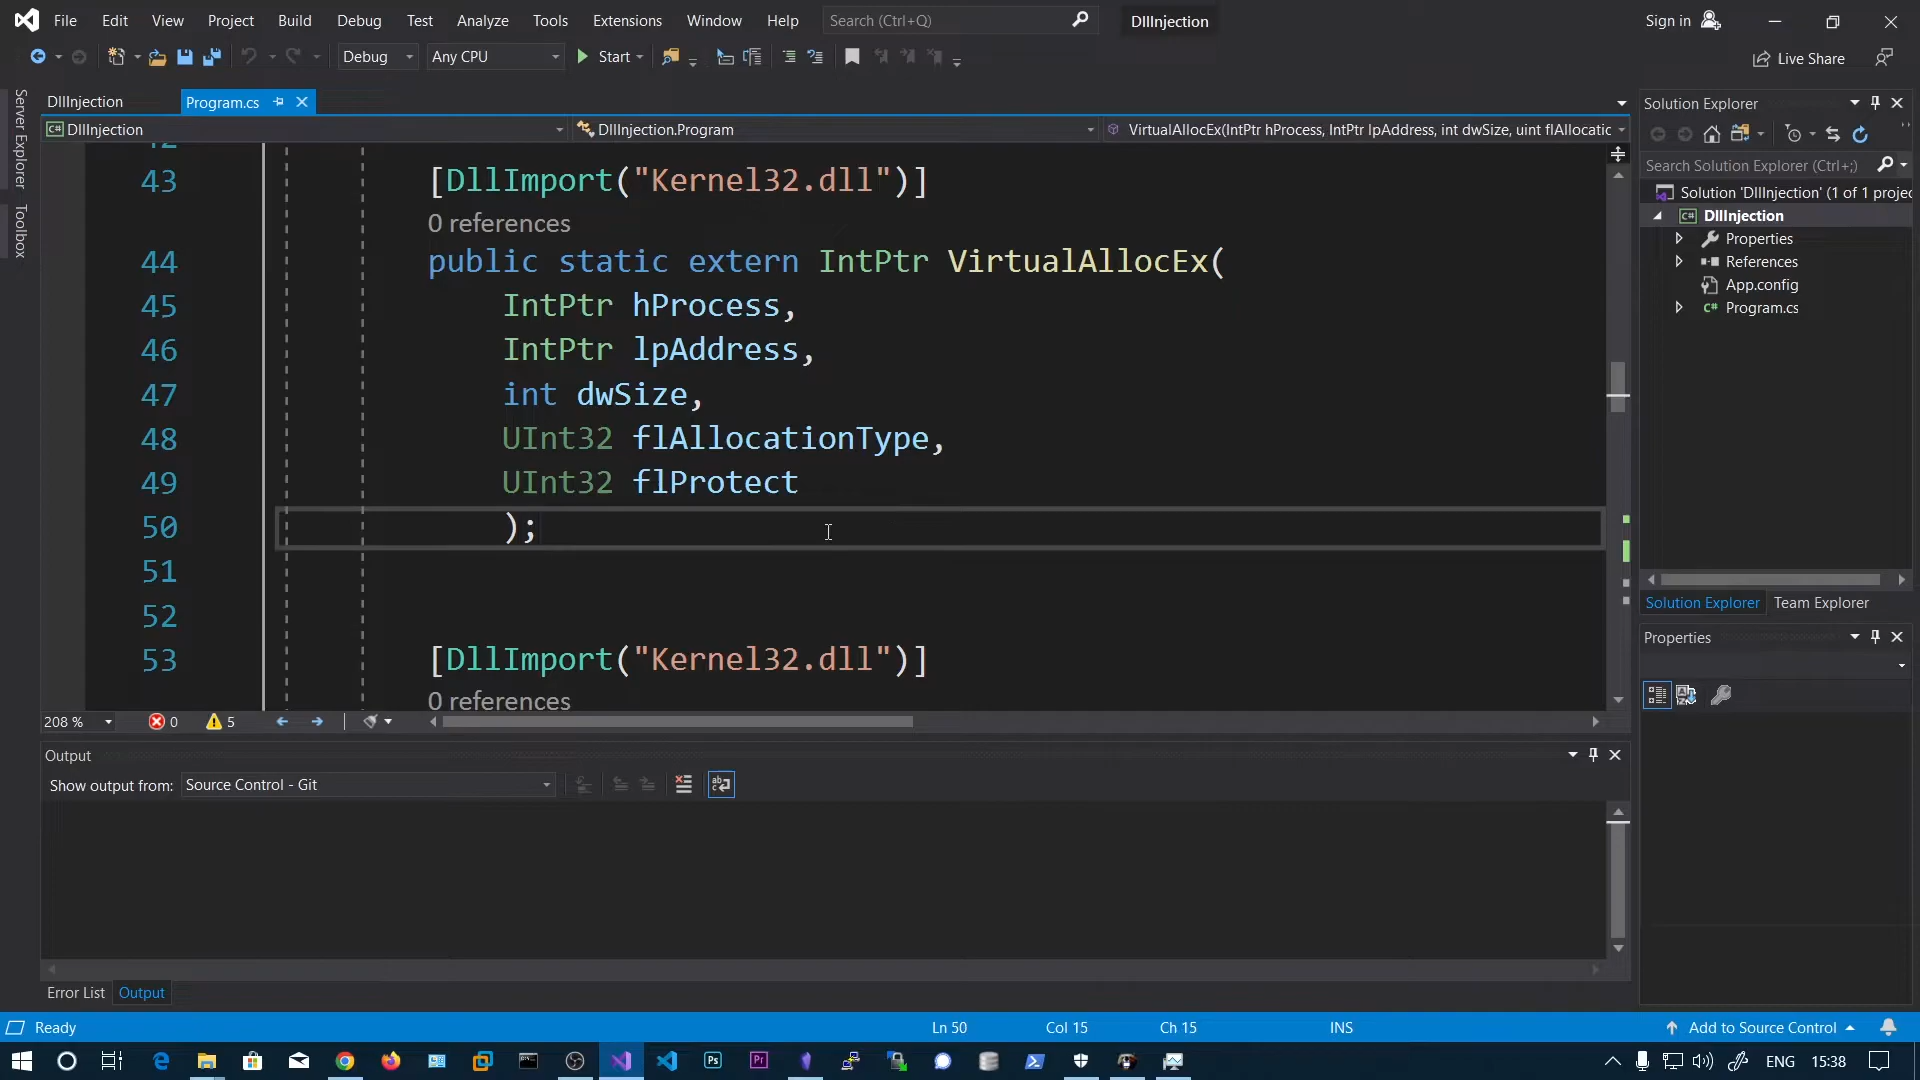 File Edit View Project Build Debug Test Analyze Tools Extensions Window Help Search (Ctrl+Q) DllInjection Sign in
Debug Any CPU Start Live Share
Server Explorer
Toolbox
DllInjection Program.cs
DllInjection DllInjection.Program VirtualAllocEx(IntPtr hProcess, IntPtr lpAddress, int dwSize, uint flAllocatic
43 [DllImport("Kernel32.dll")]
0 references
44 public static extern IntPtr VirtualAllocEx(
45 IntPtr hProcess,
46 IntPtr lpAddress,
47 int dwSize,
48 UInt32 flAllocationType,
49 UInt32 flProtect
50 );
51
52
53 [DllImport("Kernel32.dll")]
0 references
208 % 0 5
Output
Show output from: Source Control - Git
Error List Output
Solution Explorer
Search Solution Explorer (Ctrl+;)
Solution 'DllInjection' (1 of 1 projec
DllInjection
Properties
References
App.config
Program.cs
Solution Explorer Team Explorer
Properties
Ready Ln 50 Col 15 Ch 15 INS Add to Source Control
ENG 15:38